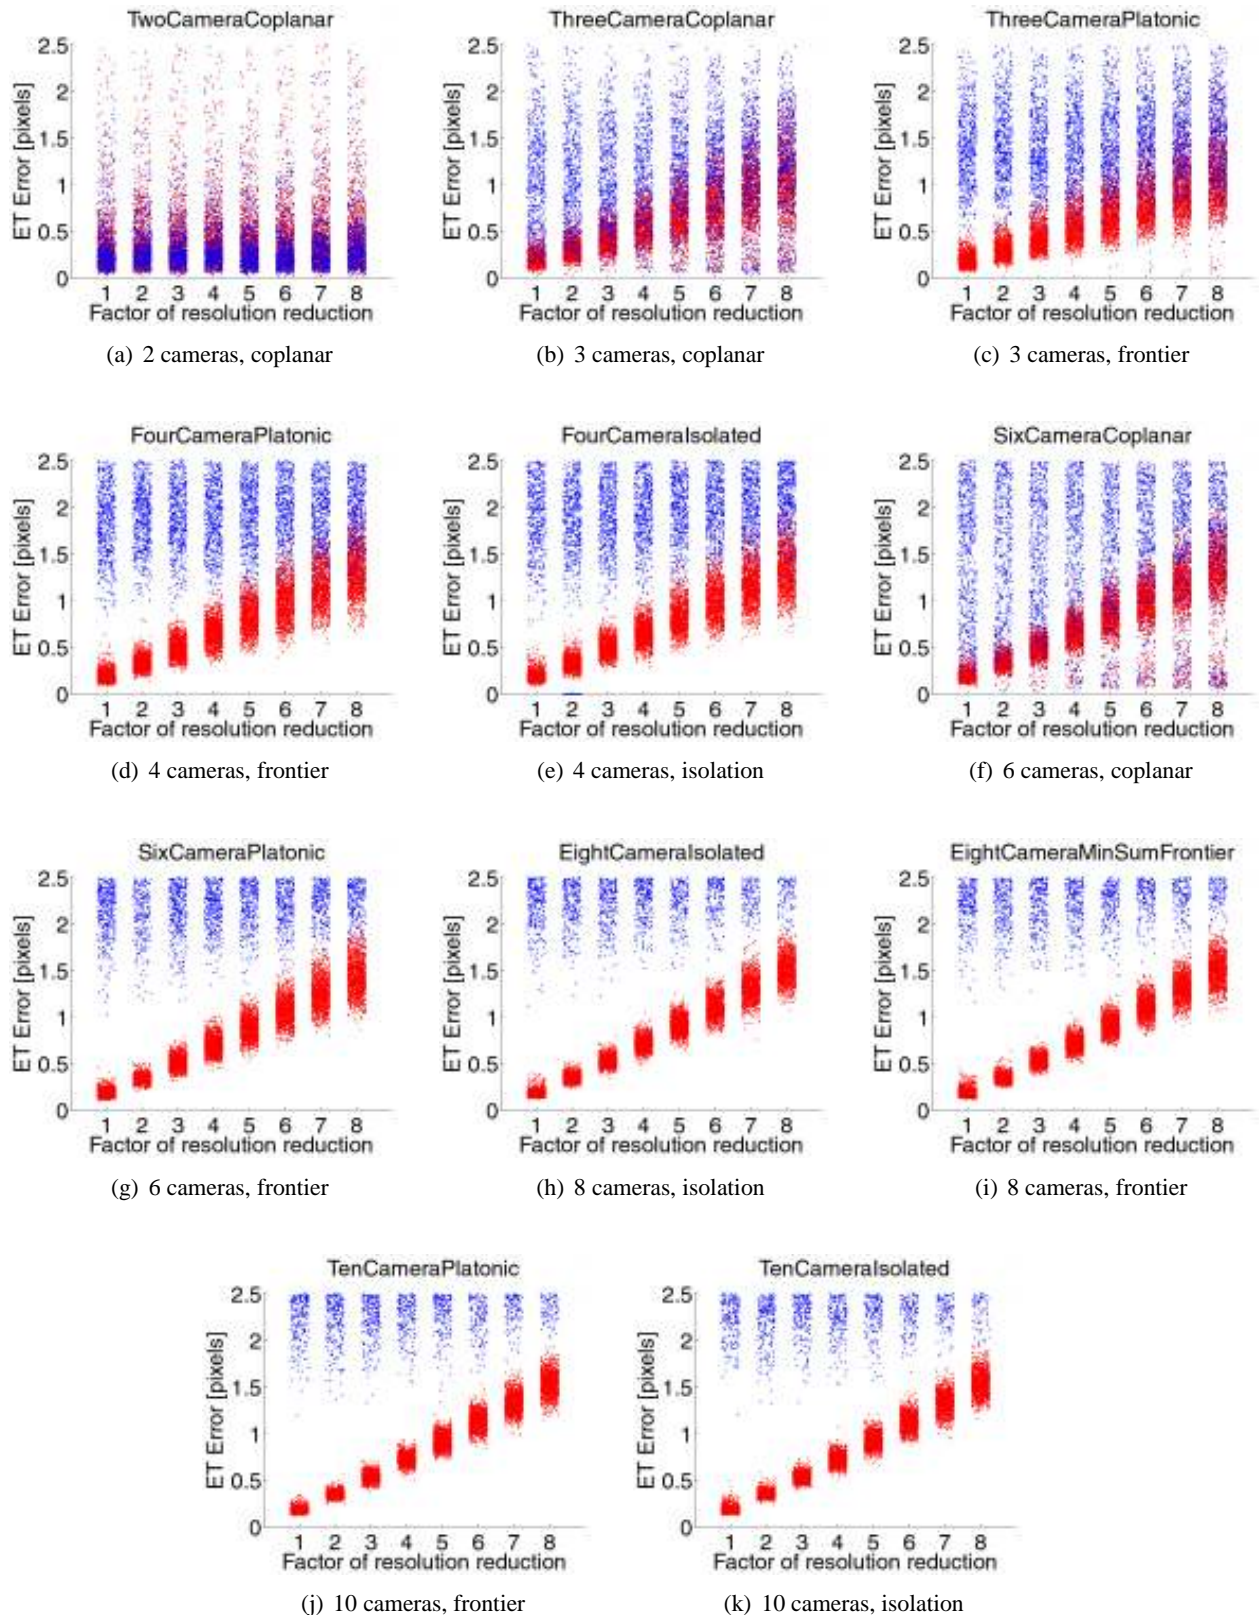 TwoCameraCoplanar
ThreeCameraCoplanar
ThreeCameraPlatonic
2.5
2
1.5
1
0.5
0
ET Error [pixels]
1 2 3 4 5 6 7 8
Factor of resolution reduction
2.5
2
1.5
1
0.5
0
ET Error [pixels]
1 2 3 4 5 6 7 8
Factor of resolution reduction
2.5
2
1.5
1
0.5
0
ET Error [pixels]
1 2 3 4 5 6 7 8
Factor of resolution reduction
(a) 2 cameras, coplanar
(b) 3 cameras, coplanar
(c) 3 cameras, frontier
FourCameraPlatonic
FourCameraIsolated
SixCameraCoplanar
2.5
2
1.5
1
0.5
0
ET Error [pixels]
1 2 3 4 5 6 7 8
Factor of resolution reduction
2.5
2
1.5
1
0.5
0
ET Error [pixels]
1 2 3 4 5 6 7 8
Factor of resolution reduction
2.5
2
1.5
1
0.5
0
ET Error [pixels]
1 2 3 4 5 6 7 8
Factor of resolution reduction
(d) 4 cameras, frontier
(e) 4 cameras, isolation
(f) 6 cameras, coplanar
SixCameraPlatonic
EightCameraIsolated
EightCameraMinSumFrontier
2.5
2
1.5
1
0.5
0
ET Error [pixels]
1 2 3 4 5 6 7 8
Factor of resolution reduction
2.5
2
1.5
1
0.5
0
ET Error [pixels]
1 2 3 4 5 6 7 8
Factor of resolution reduction
2.5
2
1.5
1
0.5
0
ET Error [pixels]
1 2 3 4 5 6 7 8
Factor of resolution reduction
(g) 6 cameras, frontier
(h) 8 cameras, isolation
(i) 8 cameras, frontier
TenCameraPlatonic
TenCameraIsolated
2.5
2
1.5
1
0.5
0
ET Error [pixels]
1 2 3 4 5 6 7 8
Factor of resolution reduction
2.5
2
1.5
1
0.5
0
ET Error [pixels]
1 2 3 4 5 6 7 8
Factor of resolution reduction
(j) 10 cameras, frontier
(k) 10 cameras, isolation